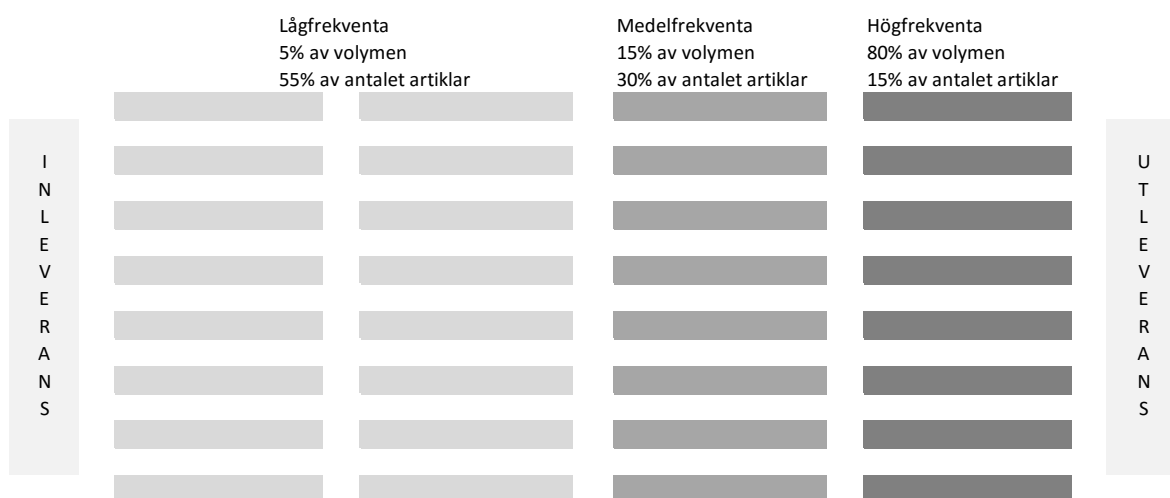 Lågfrekventa
5% av volymen
55% av antalet artiklar
Medelfrekventa
15% av volymen
30% av antalet artiklar
Högfrekventa
80% av volymen
15% av antalet artiklar
I
N
L
E
V
E
R
A
N
S
U
T
L
E
V
E
R
A
N
S